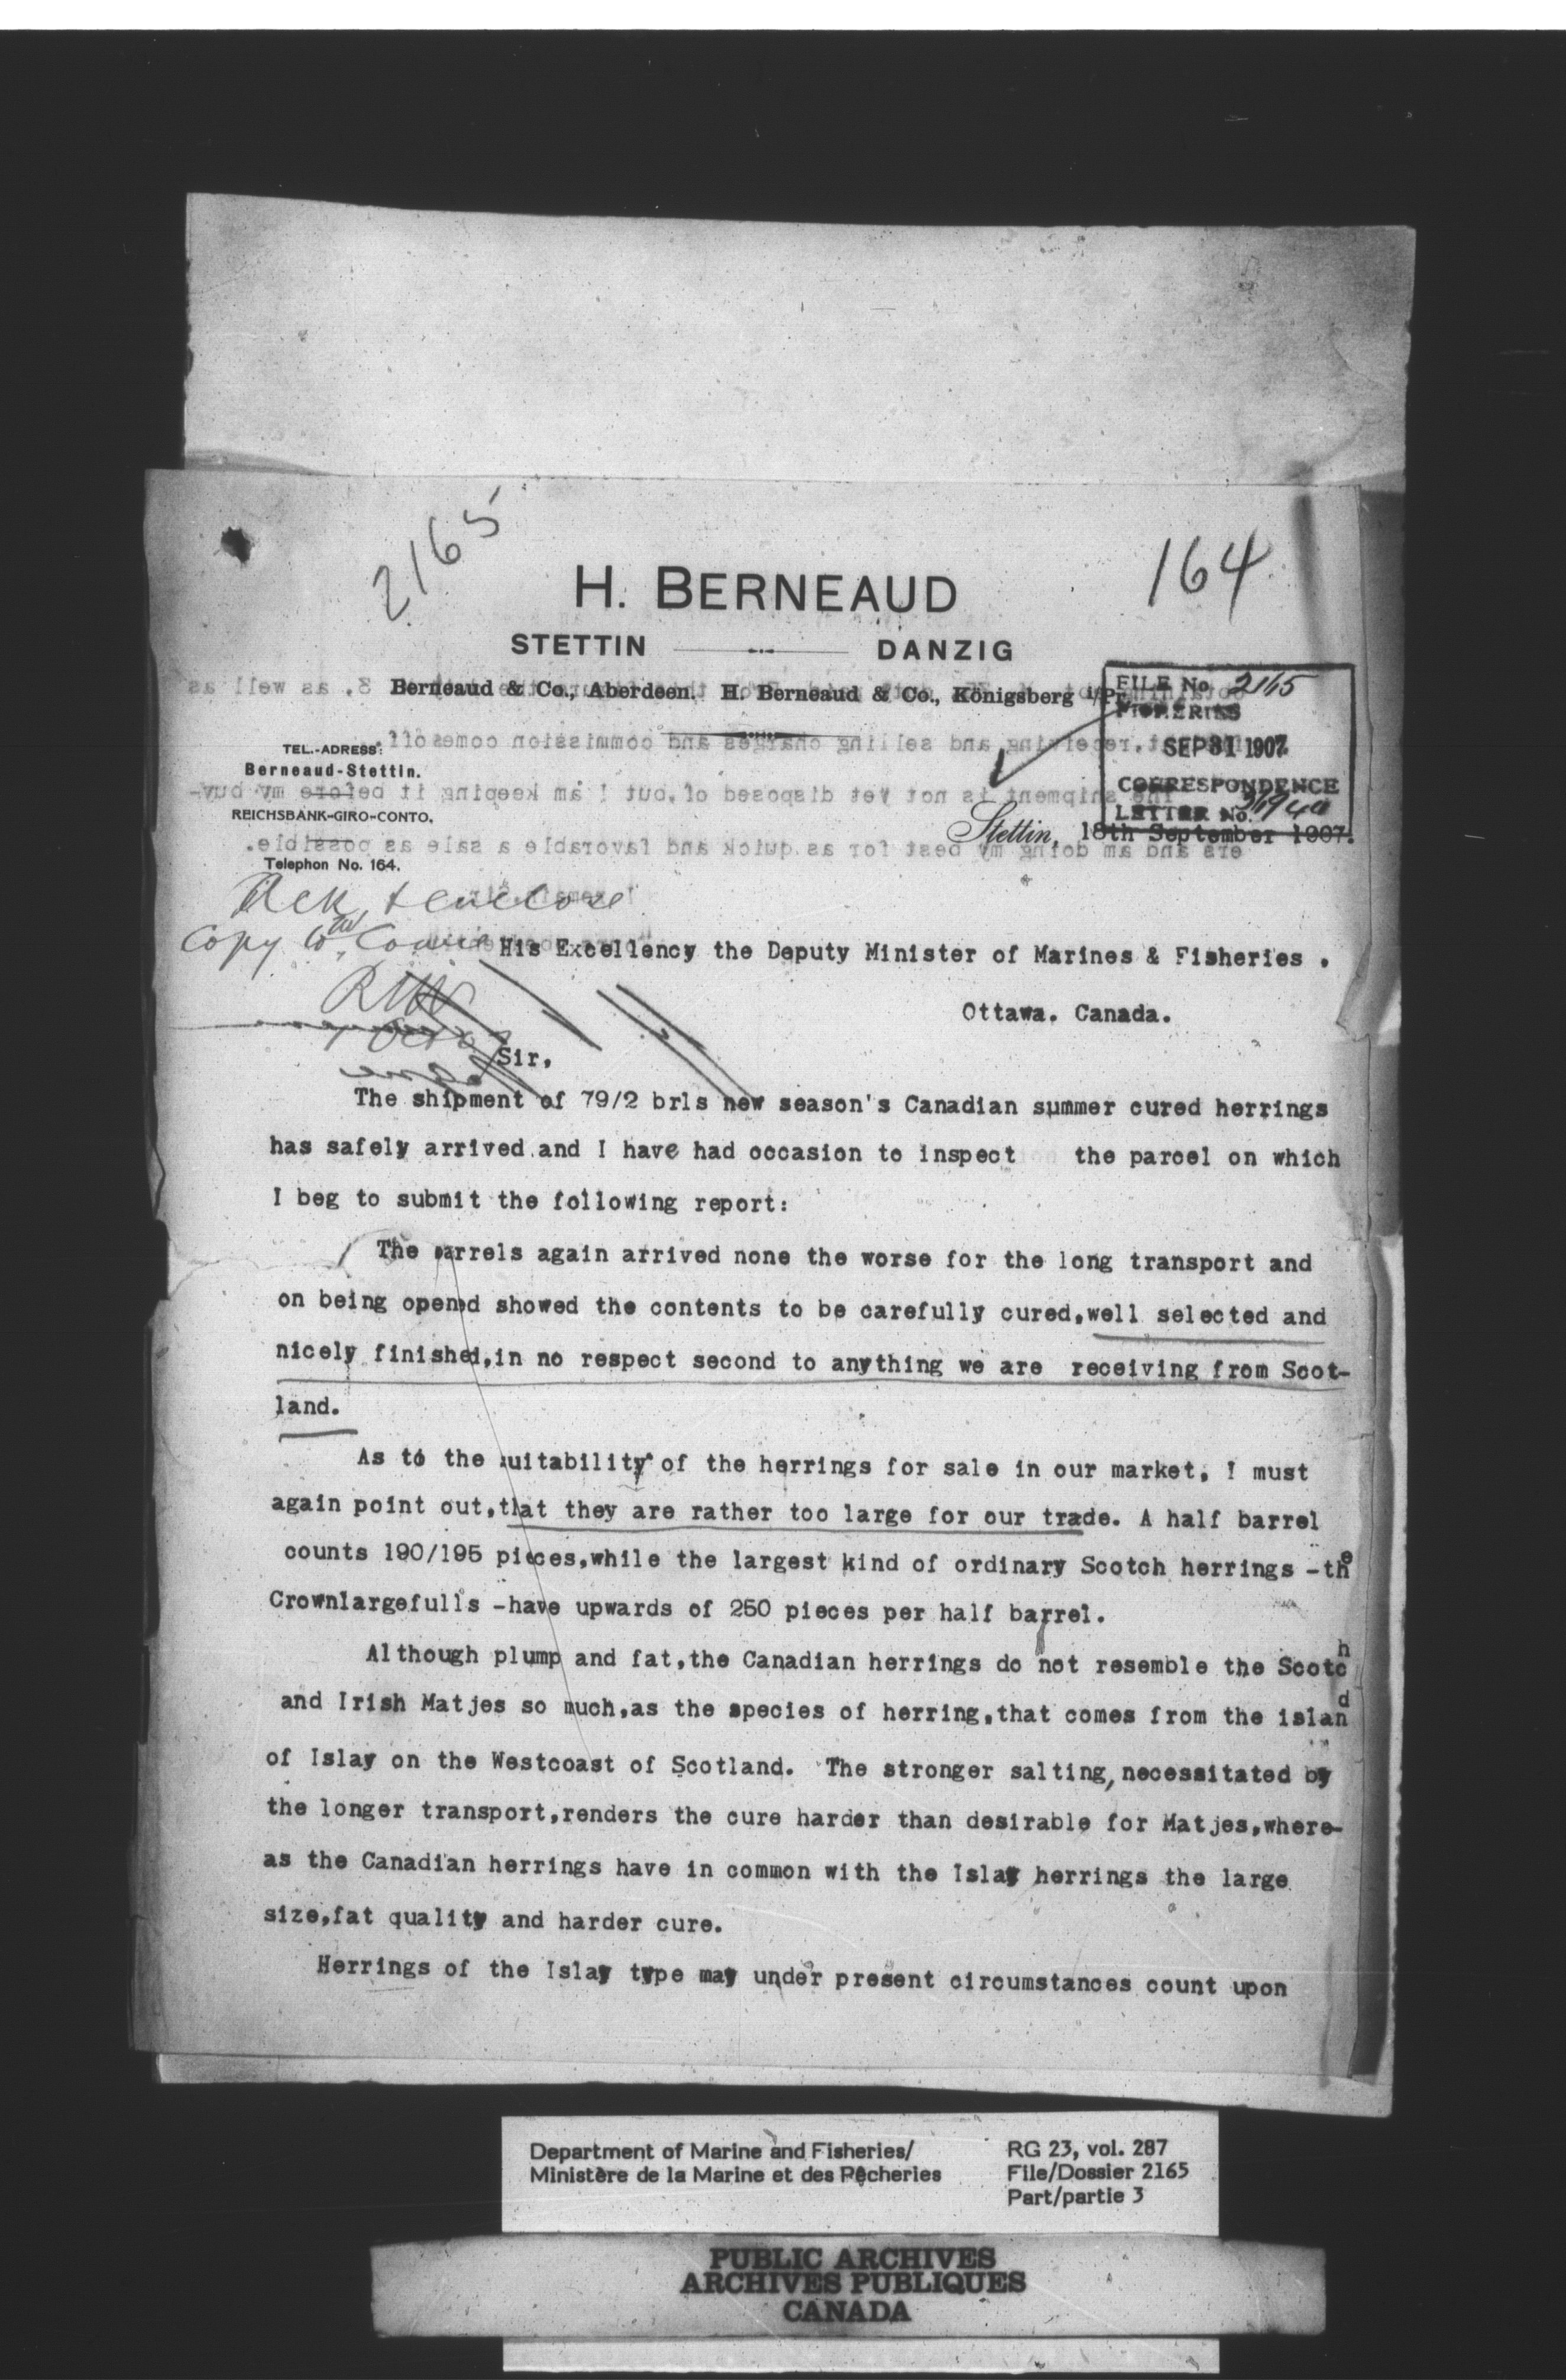 2165
164
H. BERNEAUD
STETTIN DANZIG
Berneaud & Co., Aberdeen. H. Berneaud & Co., Königsberg i/Pr.
FILE No. 2165
FISHERIES
SEP 31 1907
CORRESPONDENCE
LETTER No.
TEL.-ADRESS:
Berneaud-Stettin.
REICHSBANK-GIRO-CONTO.
Telephon No. 164.
Stettin, 18th September 1907.
Ack &
Copy to
His Excellency the Deputy Minister of Marines & Fisheries .
Ottawa. Canada.
Sir,
The shipment of 79/2 brls new season's Canadian summer cured herrings
has safely arrived and I have had occasion to inspect the parcel on which
I beg to submit the following report:
The barrels again arrived none the worse for the long transport and
on being opened showed the contents to be carefully cured,well selected and
nicely finished,in no respect second to anything we are receiving from Scot-
land.
As to the suitability of the herrings for sale in our market, I must
again point out,that they are rather too large for our trade. A half barrel
counts 190/195 pieces,while the largest kind of ordinary Scotch herrings -the
Crownlargefulls -have upwards of 250 pieces per half barrel.
Although plump and fat,the Canadian herrings do not resemble the Scotch
and Irish Matjes so much,as the species of herring,that comes from the island
of Islay on the Westcoast of Scotland. The stronger salting, necessitated by
the longer transport,renders the cure harder than desirable for Matjes,where-
as the Canadian herrings have in common with the Islay herrings the large
size,fat quality and harder cure.
Herrings of the Islay type may under present circumstances count upon
Department of Marine and Fisheries/
Ministère de la Marine et des Pêcheries
RG 23, vol. 287
File/Dossier 2165
Part/partie 3
PUBLIC ARCHIVES
ARCHIVES PUBLIQUES
CANADA